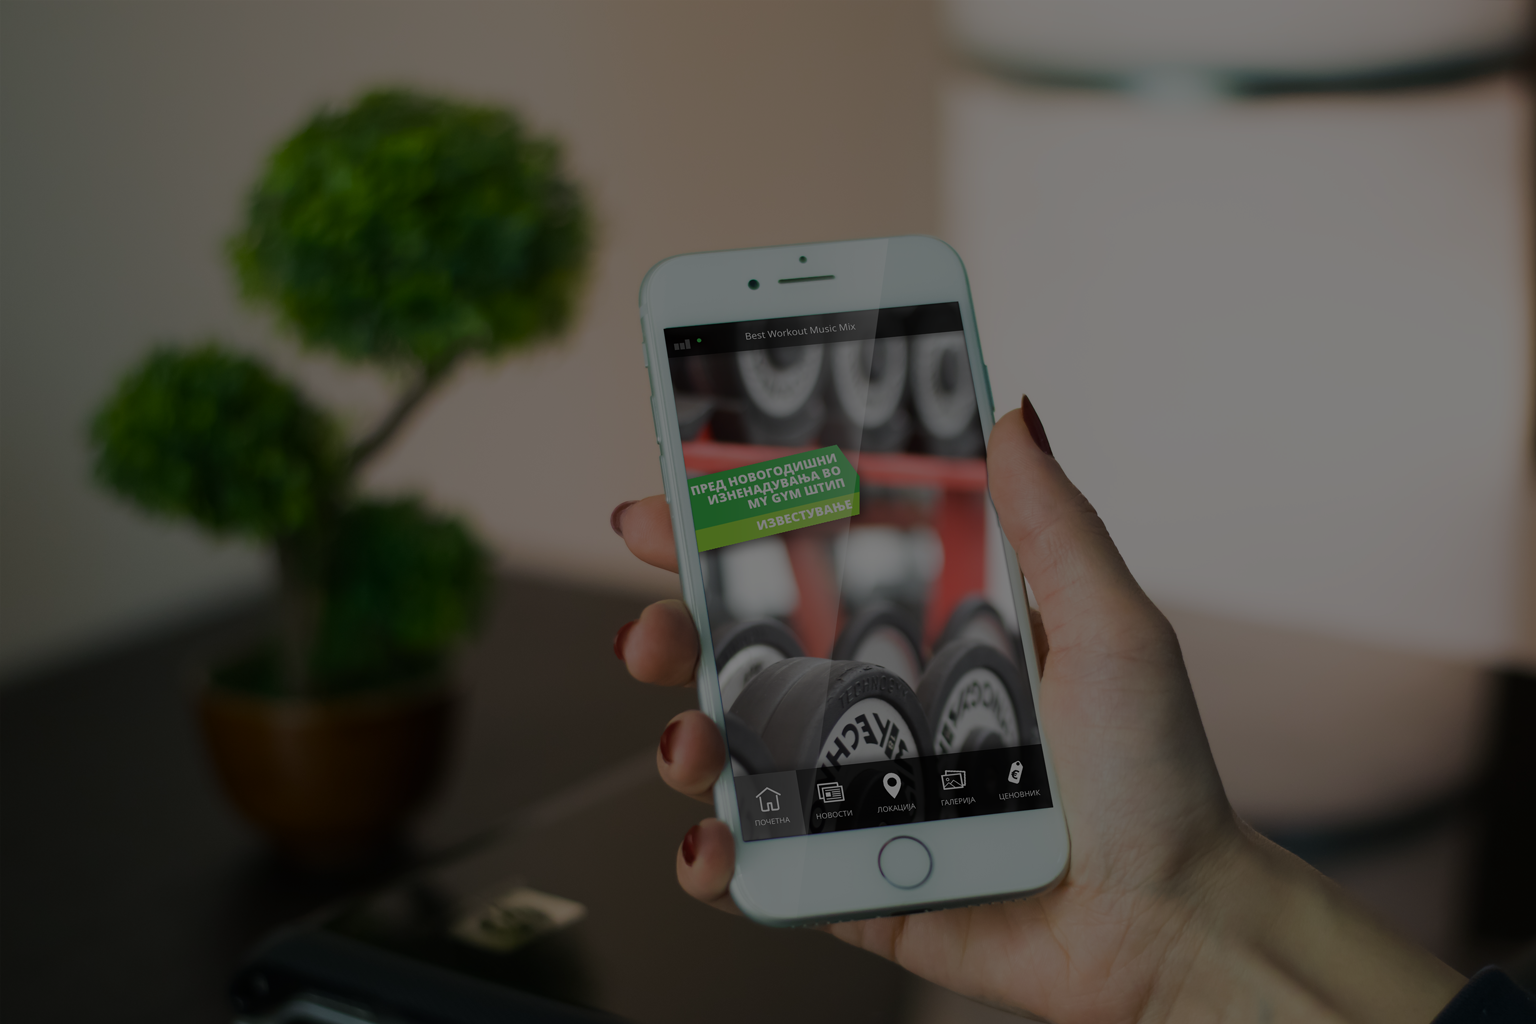 Best Workout Music Mix
ПРЕД НОВОГОДИШНИ
ИЗНЕНАДУВАЊА ВО
MY GYM ШТИП
ИЗВЕСТУВАЊЕ
ПОЧЕТНА
НОВОСТИ
ЛОКАЦИЈА
ГАЛЕРИЈА
ЦЕНОВНИК